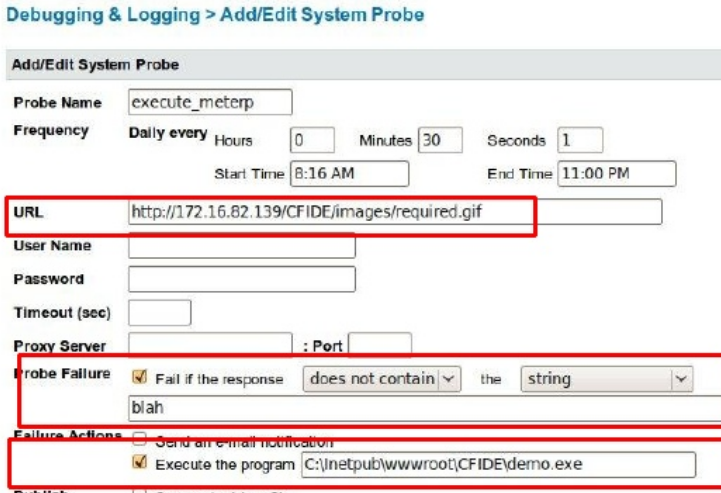 Debugging & Logging > Add/Edit System Probe
Add/Edit System Probe
Probe Name execute_meterp
Frequency Daily every Hours 0 Minutes 30 Seconds 1
Start Time 8:16 AM End Time 11:00 PM
URL http://172.16.82.139/CFIDE/images/required.gif
User Name
Password
Timeout (sec)
Proxy Server : Port
Probe Failure Fail if the response does not contain the string
blah
Failure Actions Send an e-mail notification
Execute the program C:\Inetpub\wwwroot\CFIDE\demo.exe